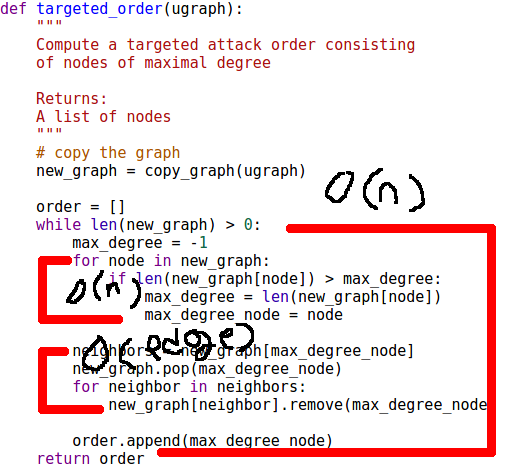 def targeted_order(ugraph):
"""
Compute a targeted attack order consisting
of nodes of maximal degree
Returns:
A list of nodes
"""
# copy the graph
new_graph = copy_graph(ugraph)
O(n)
order = []
while len(new_graph) > 0:
max_degree = -1
for node in new_graph:
if len(new_graph[node]) > max_degree:
O(n)
max_degree = len(new_graph[node])
max_degree_node = node
O(edge)
neighbors = new_graph[max_degree_node]
new_graph.pop(max_degree_node)
for neighbor in neighbors:
new_graph[neighbor].remove(max_degree_node
order.append(max_degree_node)
return order